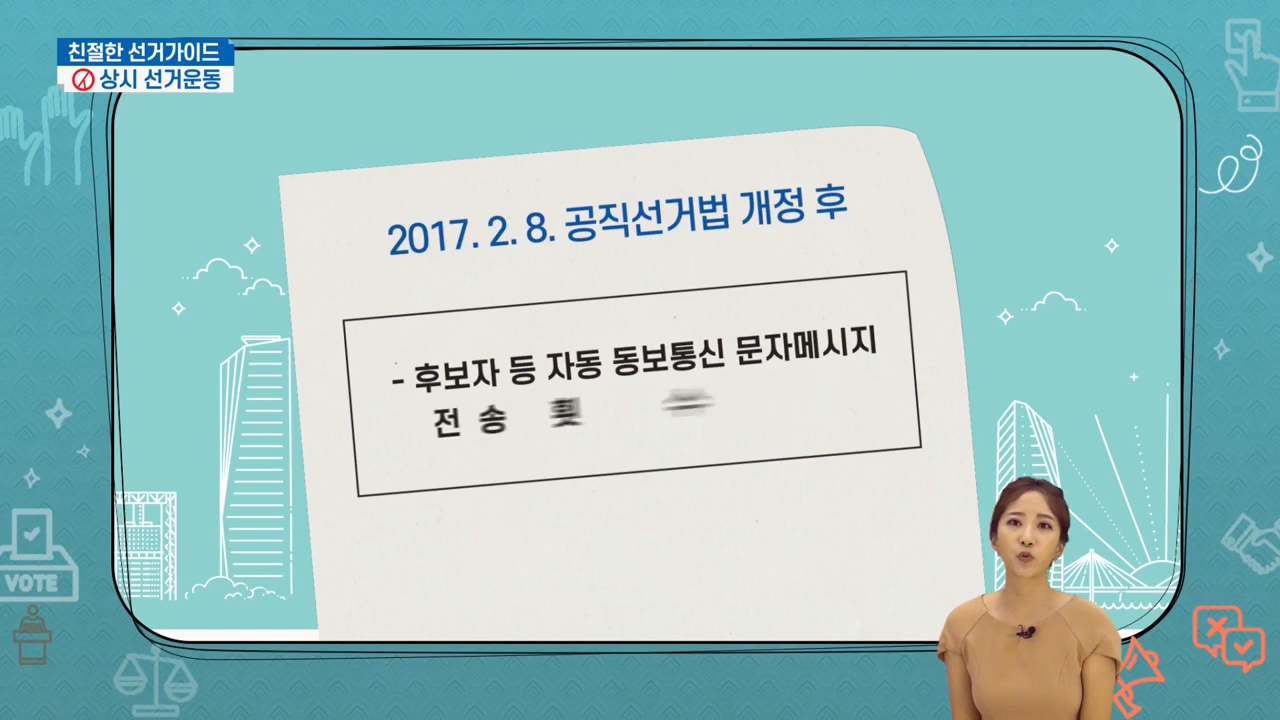 친절한 선거가이드
상시 선거운동
2017. 2. 8. 공직선거법 개정 후
- 후보자 등 자동 동보통신 문자메시지
전 송
VOTE